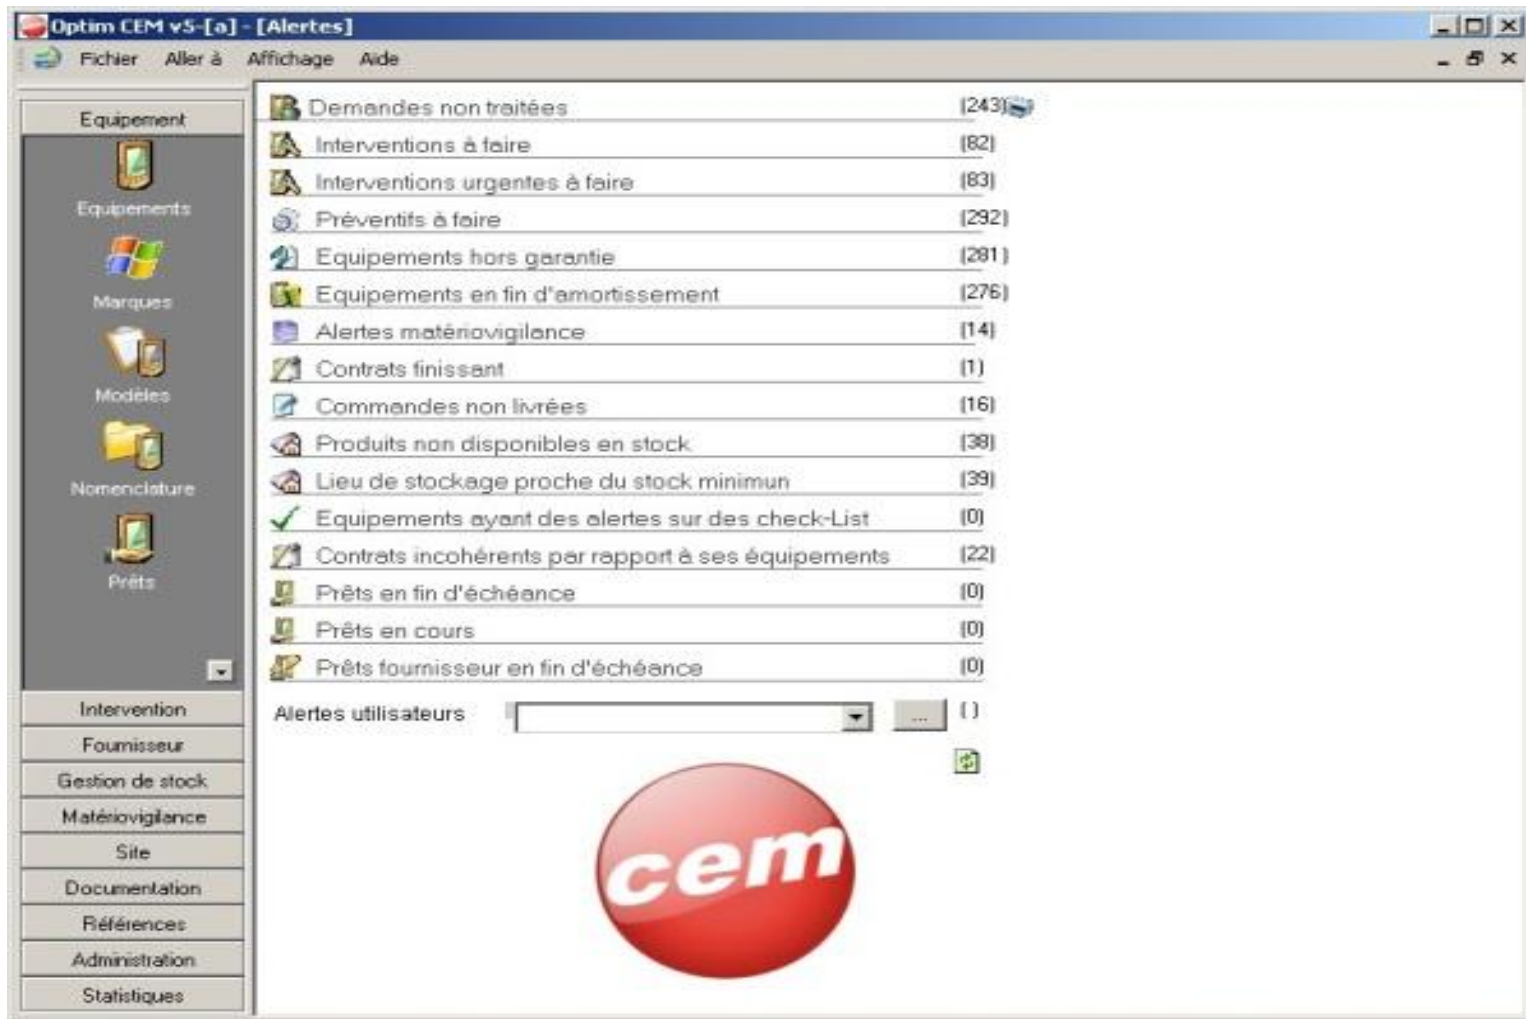 Optim CEM v5-[a] - [Alertes]
Fichier Aller à Affichage Aide
Equipement
Equipements
Marques
Modèles
Nomenclature
Prêts
Intervention
Fournisseur
Gestion de stock
Matériovigilance
Site
Documentation
Références
Administration
Statistiques
Demandes non traitées (243)
Interventions à faire (82)
Interventions urgentes à faire (83)
Préventifs à faire (292)
Equipements hors garantie (281)
Equipements en fin d'amortissement (276)
Alertes matériovigilance (14)
Contrats finissant (1)
Commandes non livrées (16)
Produits non disponibles en stock (38)
Lieu de stockage proche du stock minimun (39)
Equipements ayant des alertes sur des check-List (0)
Contrats incohérents par rapport à ses équipements (22)
Prêts en fin d'échéance (0)
Prêts en cours (0)
Prêts fournisseur en fin d'échéance (0)
Alertes utilisateurs ... ()
cem